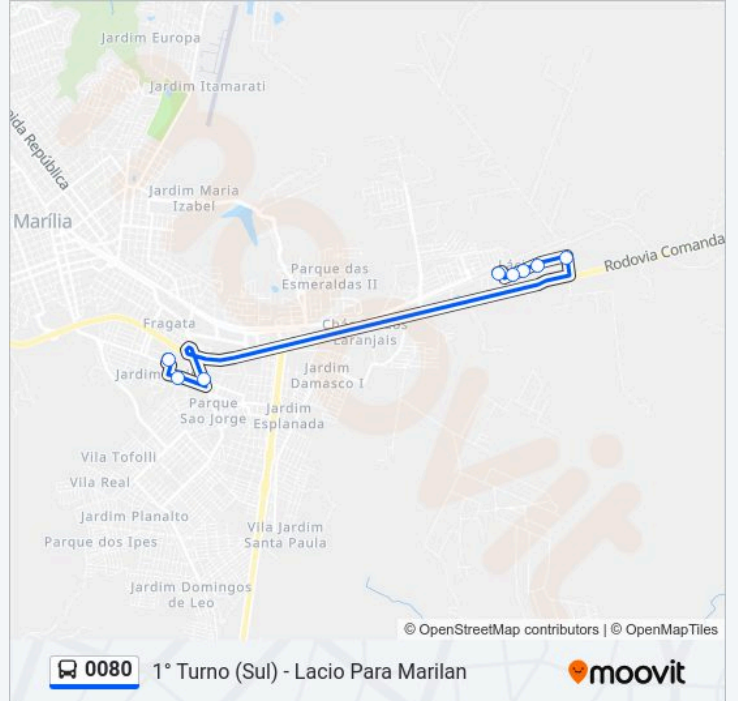 Jardim Europa
Jardim Itamarati
nida República
Jardim Maria
Izabel
Marília
Rodovia Comanda
Parque das
Esmeraldas II
Fragata
Laranjais
Jardim
Jardim
Damasco I
Parque
Sao Jorge
Jardim
Esplanada
Vila Tofolli
Vila Real
Jardim Planalto
Parque dos Ipes
Vila Jardim
Santa Paula
Jardim Domingos
de Leo
moovit
© OpenStreetMap contributors | © OpenMapTiles
0080 1° Turno (Sul) - Lacio Para Marilan
moovit